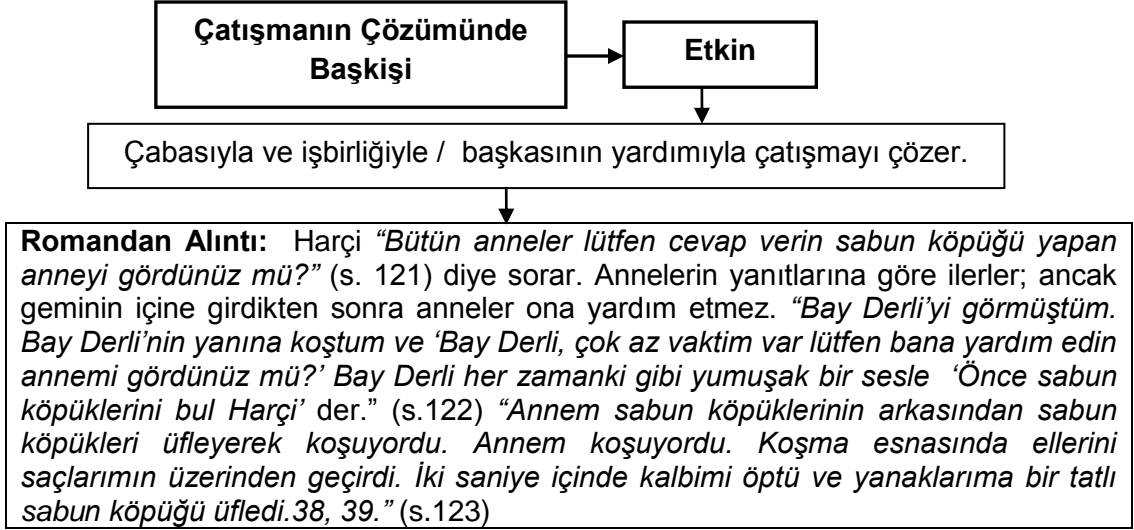 Çatışmanın Çözümünde
Başkişi
Etkin
Çabasıyla ve işbirliğiyle / başkasının yardımıyla çatışmayı çözer.
Romandan Alıntı: Harçi “Bütün anneler lütfen cevap verin sabun köpüğü yapan
anneyi gördünüz mü?” (s. 121) diye sorar. Annelerin yanıtlarına göre ilerler; ancak
geminin içine girdikten sonra anneler ona yardım etmez. “Bay Derli’yi görmüştüm.
Bay Derli’nin yanına koştum ve ‘Bay Derli, çok az vaktim var lütfen bana yardım edin
annemi gördünüz mü?’ Bay Derli her zamanki gibi yumuşak bir sesle ‘Önce sabun
köpüklerini bul Harçi’ der.” (s.122) “Annem sabun köpüklerinin arkasından sabun
köpükleri üfleyerek koşuyordu. Annem koşuyordu. Koşma esnasında ellerini
saçlarımın üzerinden geçirdi. İki saniye içinde kalbimi öptü ve yanaklarıma bir tatlı
sabun köpüğü üfledi.38, 39.” (s.123)